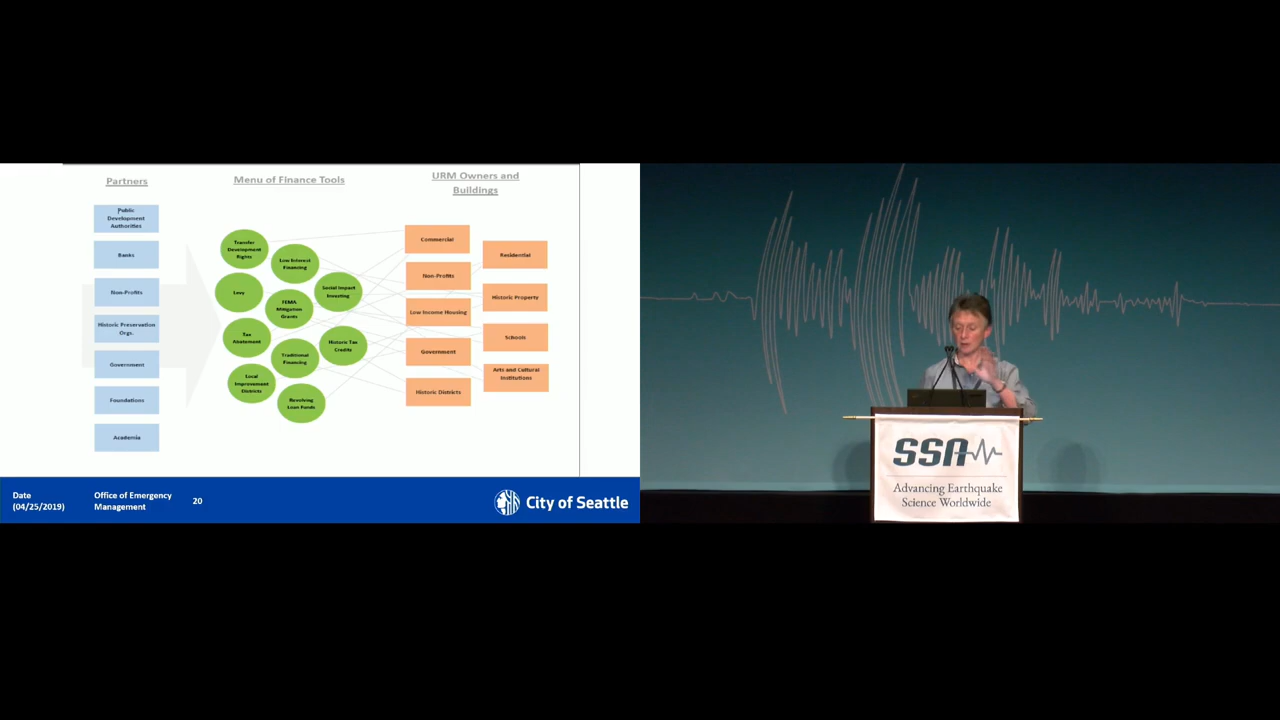 Partners
Public
Development
Authorities
Banks
Non-Profits
Historic Preservation
Orgs.
Government
Foundations
Academia
Menu of Finance Tools
Transfer
Development
Rights
Low Interest
Financing
Levy
Social Impact
Investing
FEMA
Mitigation
Grants
Tax
Abatement
Historic Tax
Credits
Traditional
Financing
Local
Improvement
Districts
Revolving
Loan Funds
URM Owners and
Buildings
Commercial
Residential
Non-Profits
Historic Property
Low Income Housing
Schools
Government
Arts and Cultural
Institutions
Historic Districts
Date
(04/25/2019)
Office of Emergency
Management
20
City of Seattle
SSA
Advancing Earthquake
Science Worldwide